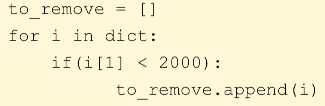 to_remove = []
for i in dict:
    if(i[1] < 2000):
        to_remove.append(i)